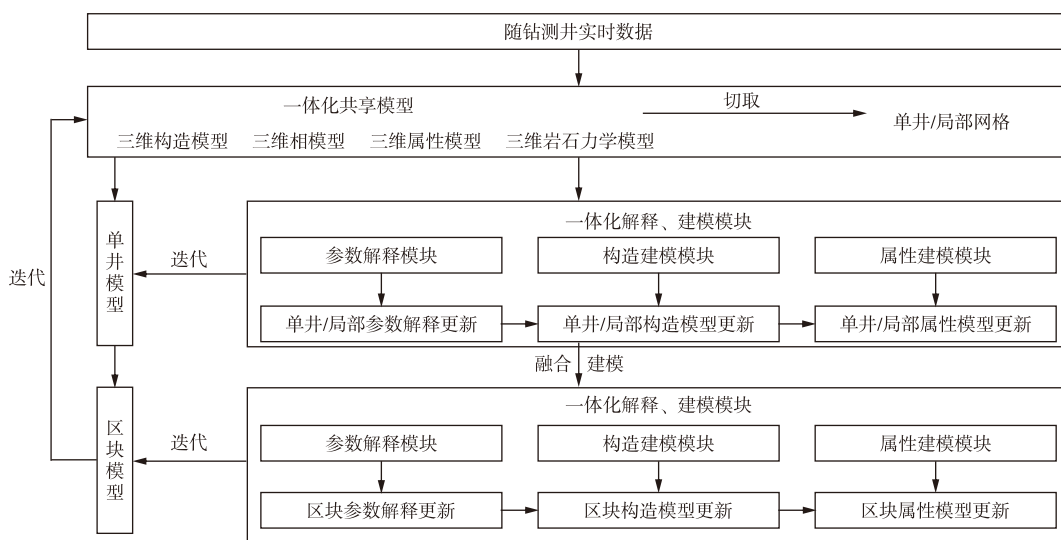 随钻测井实时数据
一体化共享模型
切取
单井/局部网格
三维构造模型 三维相模型 三维属性模型 三维岩石力学模型
迭代
单井模型
迭代
一体化解释、建模模块
参数解释模块 构造建模模块 属性建模模块
单井/局部参数解释更新 单井/局部构造模型更新 单井/局部属性模型更新
融合 建模
区块模型
迭代
一体化解释、建模模块
参数解释模块 构造建模模块 属性建模模块
区块参数解释更新 区块构造模型更新 区块属性模型更新